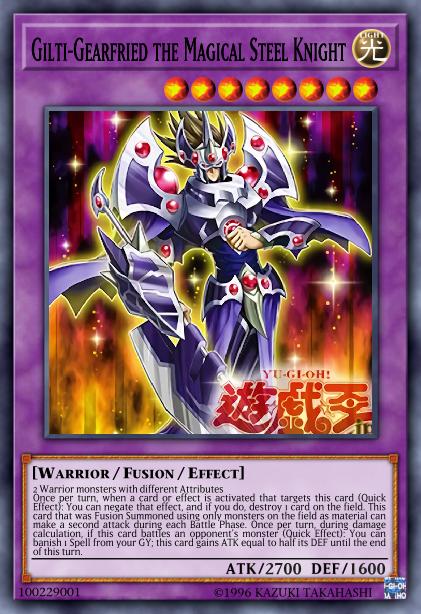 Gilti-Gearfried the Magical Steel Knight
LIGHT
光
YU-GI-OH!
遊戯王
jp
[Warrior / Fusion / Effect]
2 Warrior monsters with different Attributes
Once per turn, when a card or effect is activated that targets this card (Quick
Effect): You can negate that effect, and if you do, destroy 1 card on the field. This
card that was Fusion Summoned using only monsters on the field as material can
make a second attack during each Battle Phase. Once per turn, during damage
calculation, if this card battles an opponent's monster (Quick Effect): You can
banish 1 Spell from your GY; this card gains ATK equal to half its DEF until the end
of this turn.
ATK/2700 DEF/1600
100229001
©1996 KAZUKI TAKAHASHI